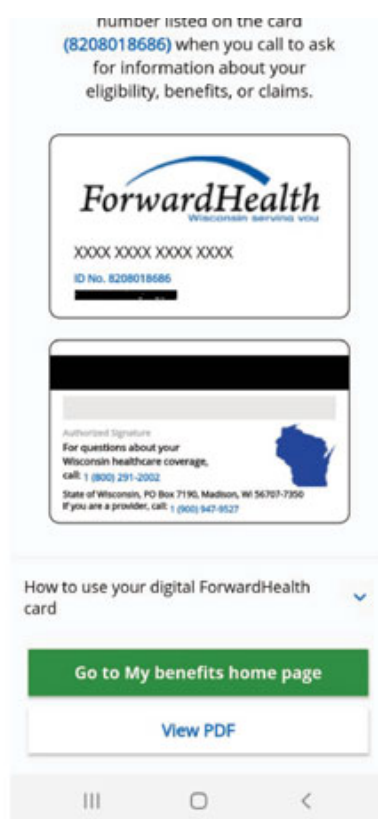 number listed on the card
(8208018686) when you call to ask
for information about your
eligibility, benefits, or claims.
ForwardHealth
Wisconsin serving you
XXXX XXXX XXXX XXXX
ID No. 8208018686
Authorized Signature
For questions about your
Wisconsin healthcare coverage,
call: 1 (800) 291-2002
State of Wisconsin, PO Box 7190, Madison, WI 56707-7350
If you are a provider, call: 1 (900) 947-9527
How to use your digital ForwardHealth
card
Go to My benefits home page
View PDF